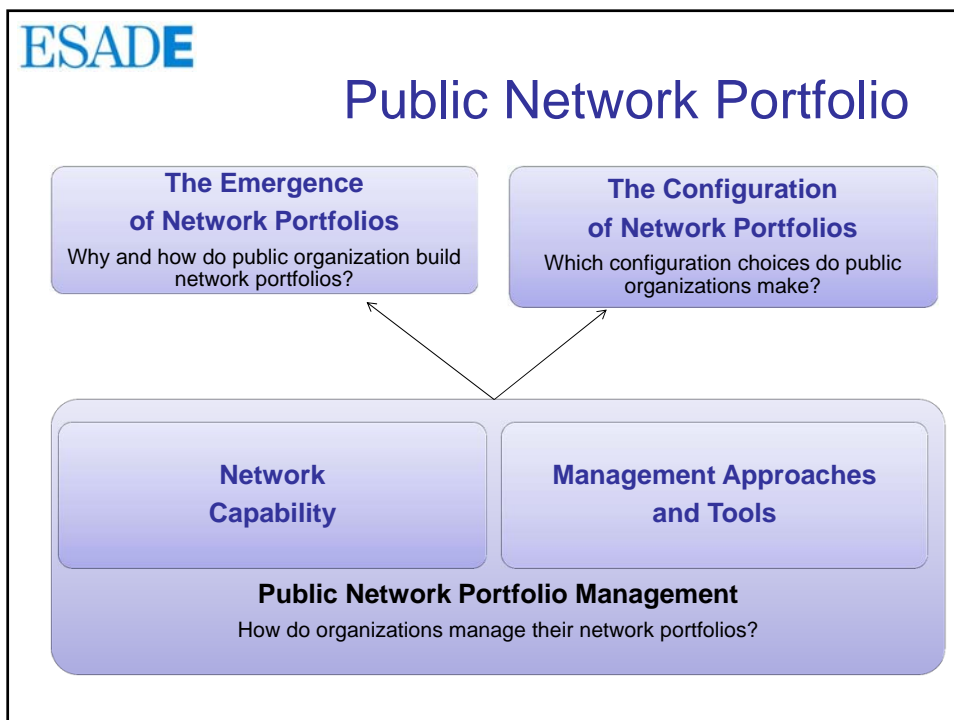 ESADE
Public Network Portfolio
The Emergence
of Network Portfolios
Why and how do public organization build
network portfolios?
The Configuration
of Network Portfolios
Which configuration choices do public
organizations make?
Network
Capability
Management Approaches
and Tools
Public Network Portfolio Management
How do organizations manage their network portfolios?